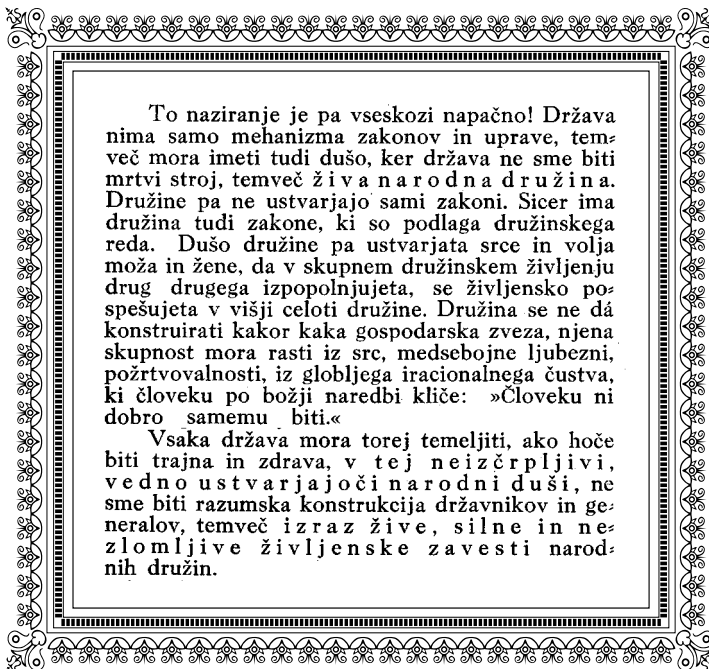 To naziranje je pa vseskozi napačno! Država
nima samo mehanizma zakonov in uprave, tem⸗
več mora imeti tudi dušo, ker država ne sme biti
mrtvi stroj, temveč živa narodna družina.
Družine pa ne ustvarjajo sami zakoni. Sicer ima
družina tudi zakone, ki so podlaga družinskega
reda. Dušo družine pa ustvarjata srce in volja
moža in žene, da v skupnem družinskem življenju
drug drugega izpopolnjujeta, se življensko po⸗
spešujeta v višji celoti družine. Družina se ne dá
konstruirati kakor kaka gospodarska zveza, njena
skupnost mora rasti iz src, medsebojne ljubezni,
požrtvovalnosti, iz globljega iracionalnega čustva,
ki človeku po božji naredbi kliče: »Človeku ni
dobro samemu biti.«
Vsaka država mora torej temeljiti, ako hoče
biti trajna in zdrava, v tej neizčrpljivi,
vedno ustvarjajoči narodni duši, ne
sme biti razumska konstrukcija državnikov in ge⸗
neralov, temveč izraz žive, silne in ne⸗
zlomljive življenske zavesti narod⸗
nih družin.